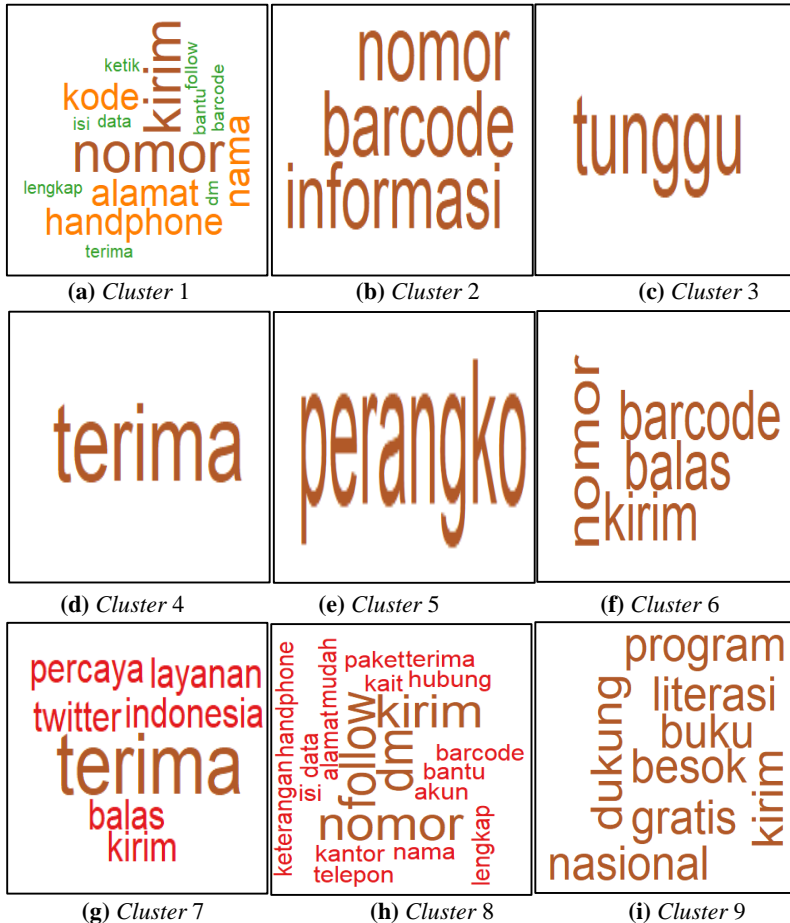 ketik
kirim
follow
kode
bantu
barcode
isi data
nomor
nama
lengkap alamat dm
handphone
terima
nomor
barcode
informasi
tunggu
(a) Cluster 1
(b) Cluster 2
(c) Cluster 3
terima
perangko
nomor
barcode
balas
kirim
(d) Cluster 4
(e) Cluster 5
(f) Cluster 6
percaya layanan
twitter indonesia
terima
balas
kirim
keterangan handphone
data
alamat mudah
paket terima
kait hubung
follow kirim
dm
barcode
bantu
isi
akun
nomor
lengkap
kantor nama
telepon
program
literasi
dukung
buku
besok
kirim
gratis
nasional
(g) Cluster 7
(h) Cluster 8
(i) Cluster 9